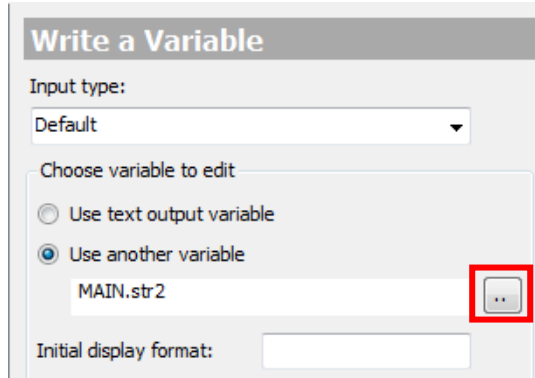 Write a Variable
Input type:
Default
Choose variable to edit
Use text output variable
Use another variable
MAIN.str2
..
Initial display format: